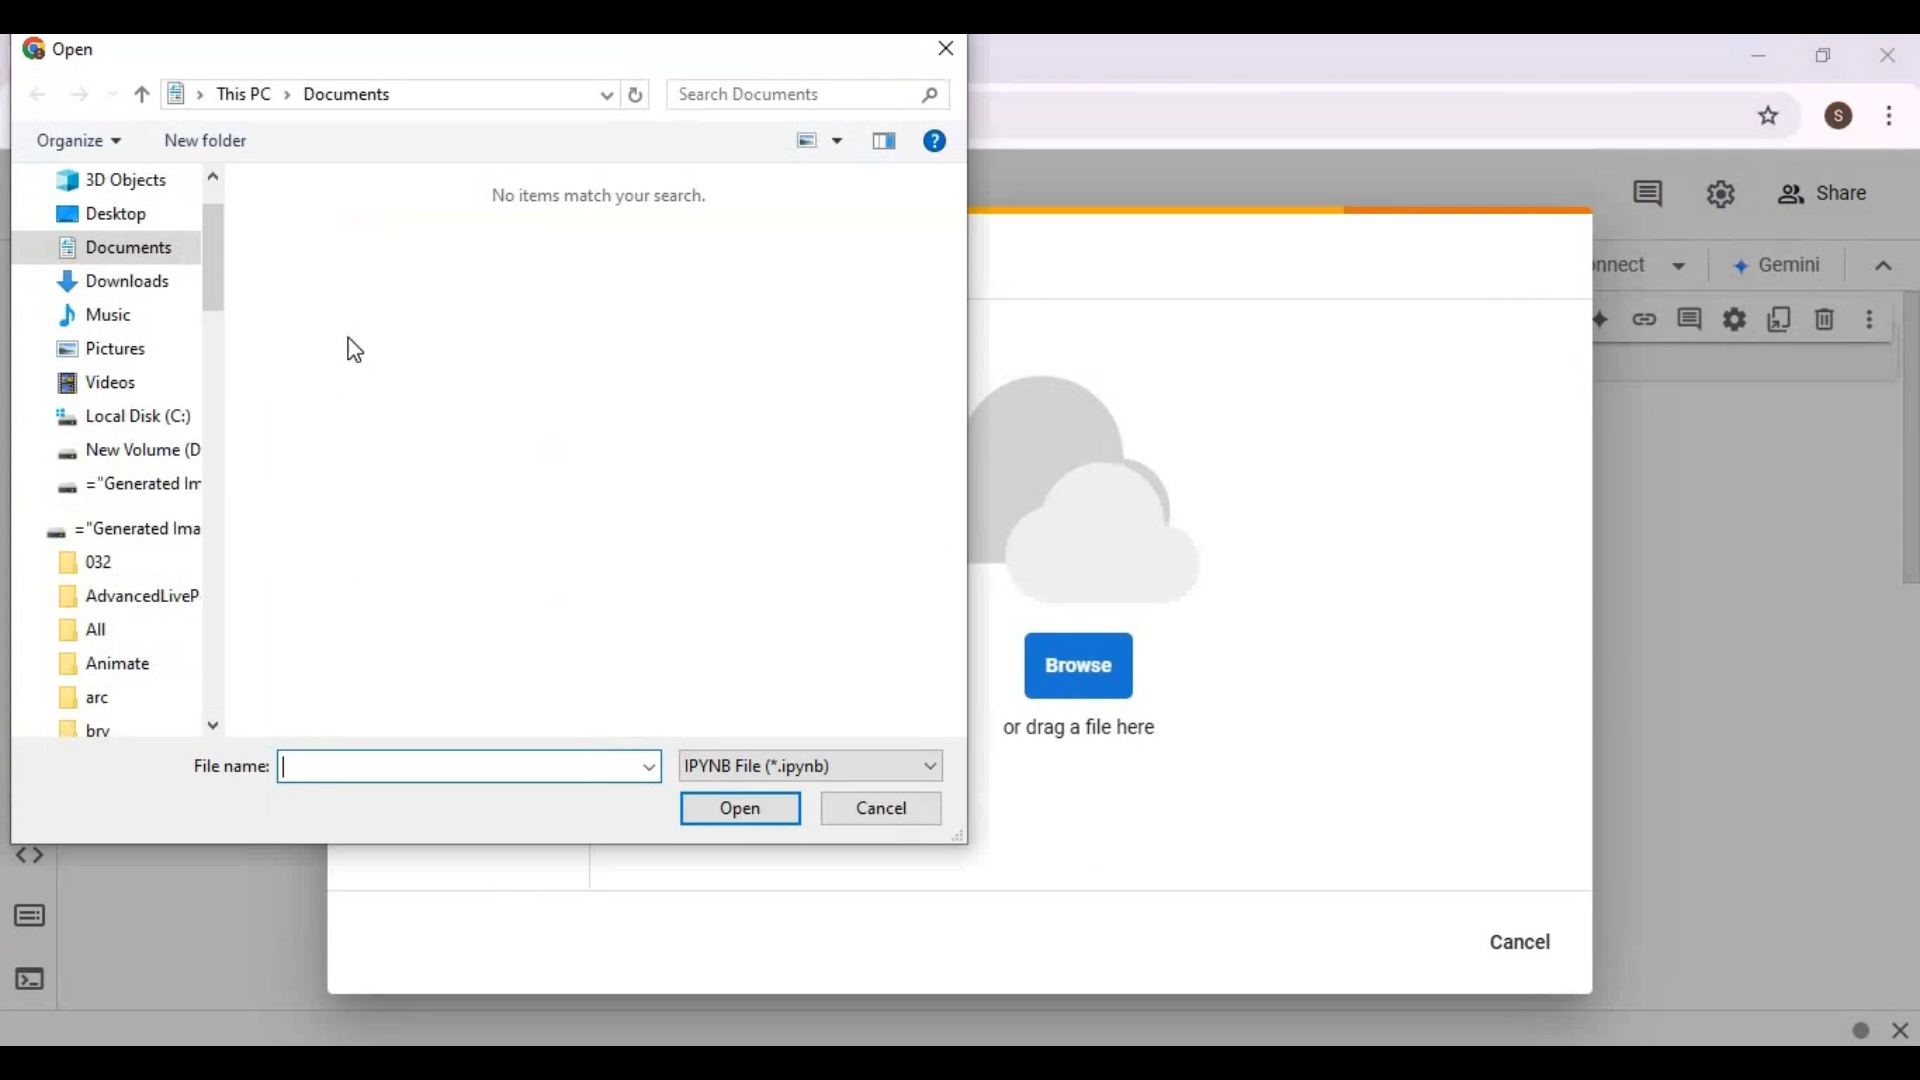 Open
This PC
Documents
Search Documents
Organize
New folder
?
S
3D Objects
Desktop
Documents
Downloads
Music
Pictures
Videos
Local Disk (C:)
New Volume (D
="Generated Im
="Generated Ima
032
AdvancedLiveP
All
Animate
arc
brv
No items match your search.
Share
nnect
Gemini
Browse
or drag a file here
File name:
IPYNB File (*.ipynb)
Open
Cancel
Cancel